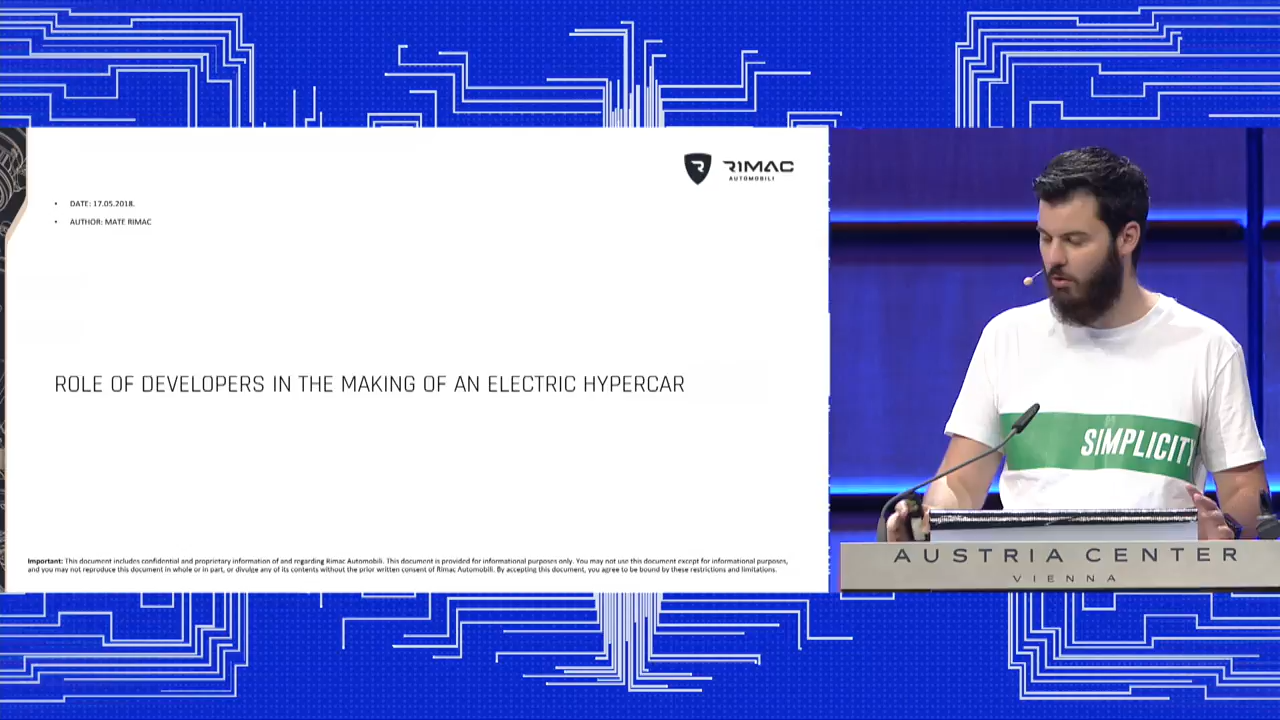 RIMAC
AUTOMOBILI
• DATE: 17.05.2018.
• AUTHOR: MATE RIMAC
ROLE OF DEVELOPERS IN THE MAKING OF AN ELECTRIC HYPERCAR
Important: This document includes confidential and proprietary information of and regarding Rimac Automobili. This document is provided for informational purposes only. You may not use this document except for informational purposes,
and you may not reproduce this document in whole or in part, or divulge any of its contents without the prior written consent of Rimac Automobili. By accepting this document, you agree to be bound by these restrictions and limitations.
SIMPLICITY
AUSTRIA CENTER
VIENNA